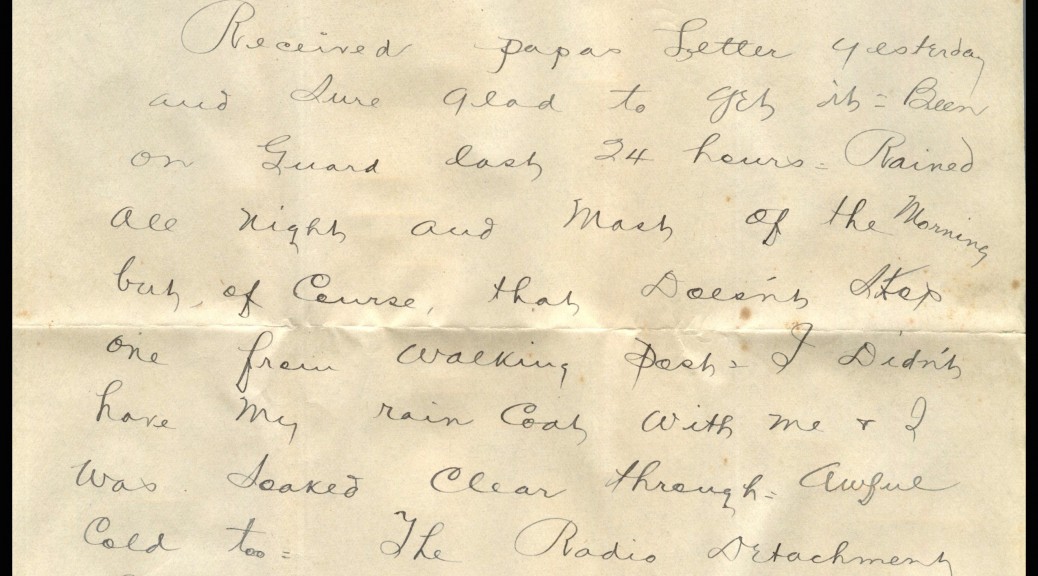 Received papas Letter yesterday
and Sure glad to get it = Been
on Guard last 24 hours = Rained
all night and Most of the Morning
but, of Course, that Doesn't Stop
one from walking Post = I Didn't
have My rain Coat with me & I
was soaked Clear through = Awful
Cold too = The Radio Detachment